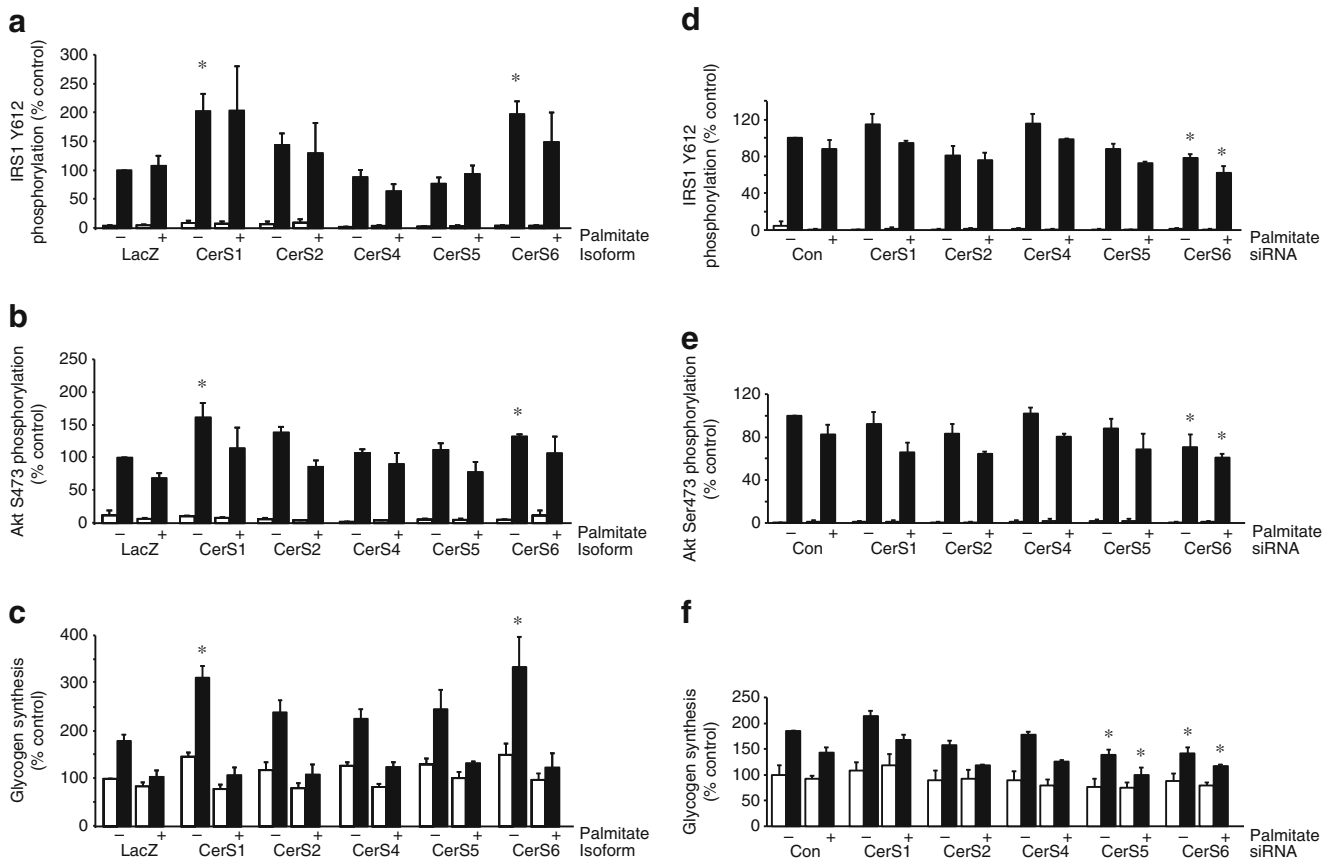 a
IRS1 Y612
phosphorylation (% control)
300
250
200
150
100
50
0
* *
– + – + – + – + – + – + Palmitate
LacZ CerS1 CerS2 CerS4 CerS5 CerS6 Isoform
b
Akt S473 phosphorylation
(% control)
250
200
150
100
50
0
* *
– + – + – + – + – + – + Palmitate
LacZ CerS1 CerS2 CerS4 CerS5 CerS6 Isoform
c
Glycogen synthesis
(% control)
400
300
200
100
0
* *
– + – + – + – + – + – + Palmitate
LacZ CerS1 CerS2 CerS4 CerS5 CerS6 Isoform
d
IRS1 Y612
phosphorylation (% control)
120
80
40
0
* *
– + – + – + – + – + – + Palmitate
Con CerS1 CerS2 CerS4 CerS5 CerS6 siRNA
e
Akt Ser473 phosphorylation
(% control)
120
80
40
0
* *
– + – + – + – + – + – + Palmitate
Con CerS1 CerS2 CerS4 CerS5 CerS6 siRNA
f
Glycogen synthesis
(% control)
250
200
150
100
50
0
* * * *
– + – + – + – + – + – + Palmitate
Con CerS1 CerS2 CerS4 CerS5 CerS6 siRNA